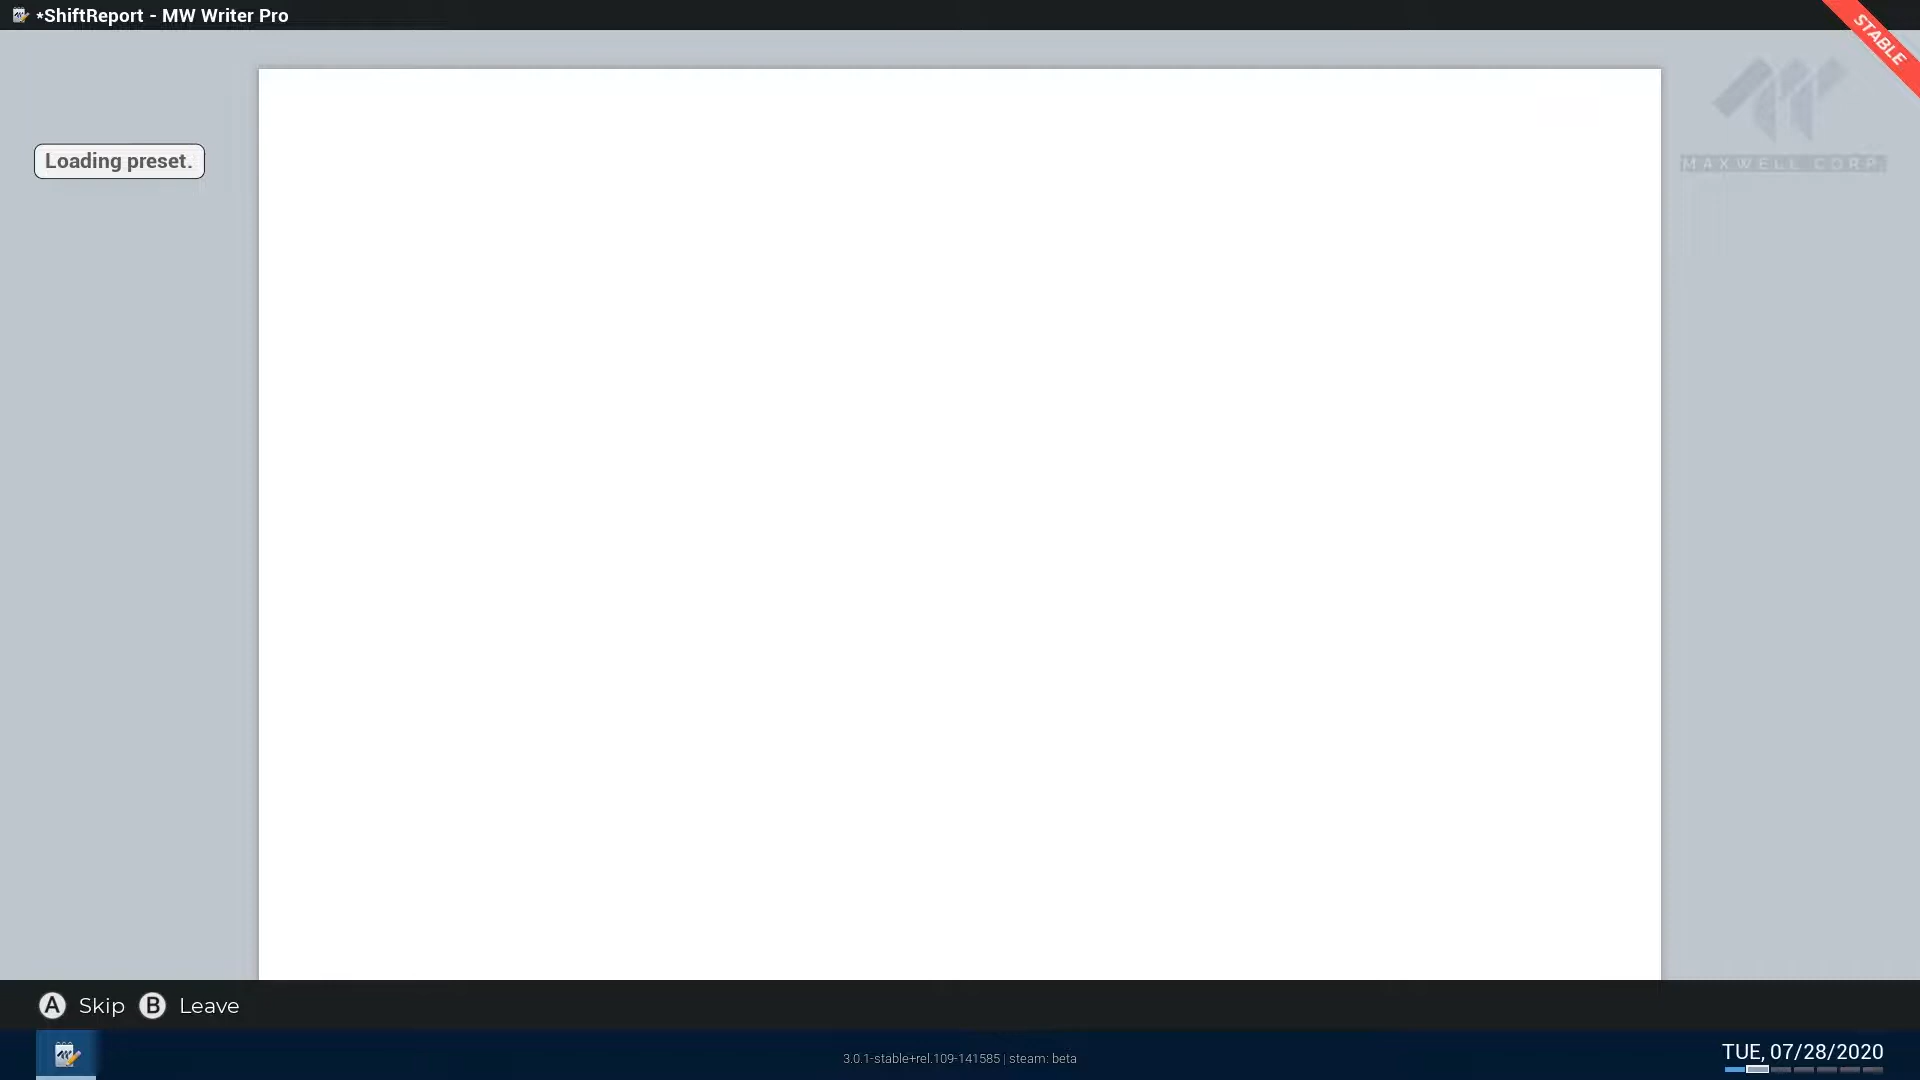 *ShiftReport - MW Writer Pro
STABLE
MAXWELL CORP.
Loading preset.
A Skip B Leave
3.0.1-stable+rel.109-141585 | steam: beta
TUE, 07/28/2020